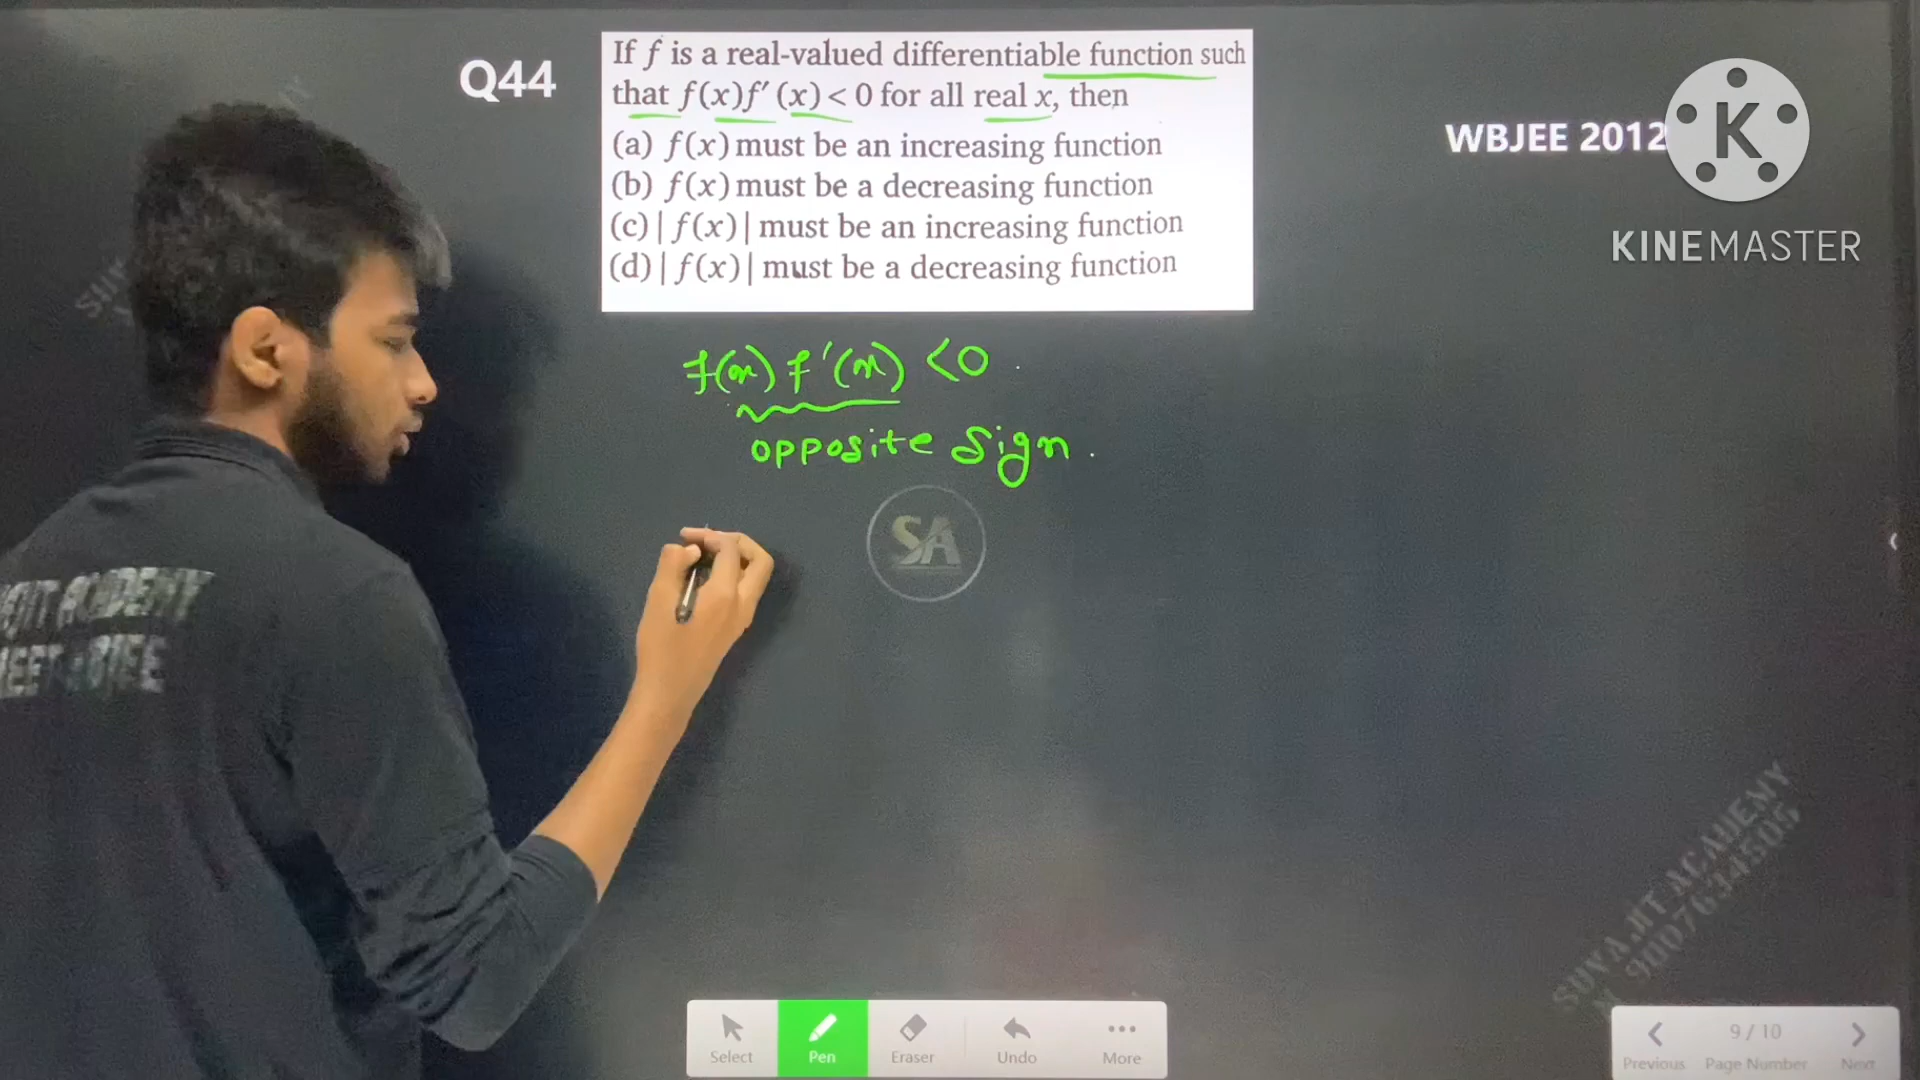 Q44
If f is a real-valued differentiable function such
that f(x)f′(x) < 0 for all real x, then
(a) f(x) must be an increasing function
(b) f(x) must be a decreasing function
(c) | f(x)| must be an increasing function
(d) | f(x)| must be a decreasing function
WBJEE 2012
K
KINEMASTER
f(x) f'(x) <0
opposite sign.
SA
Select
Pen
Eraser
Undo
More
9 / 10
Previous
Page Number
Next